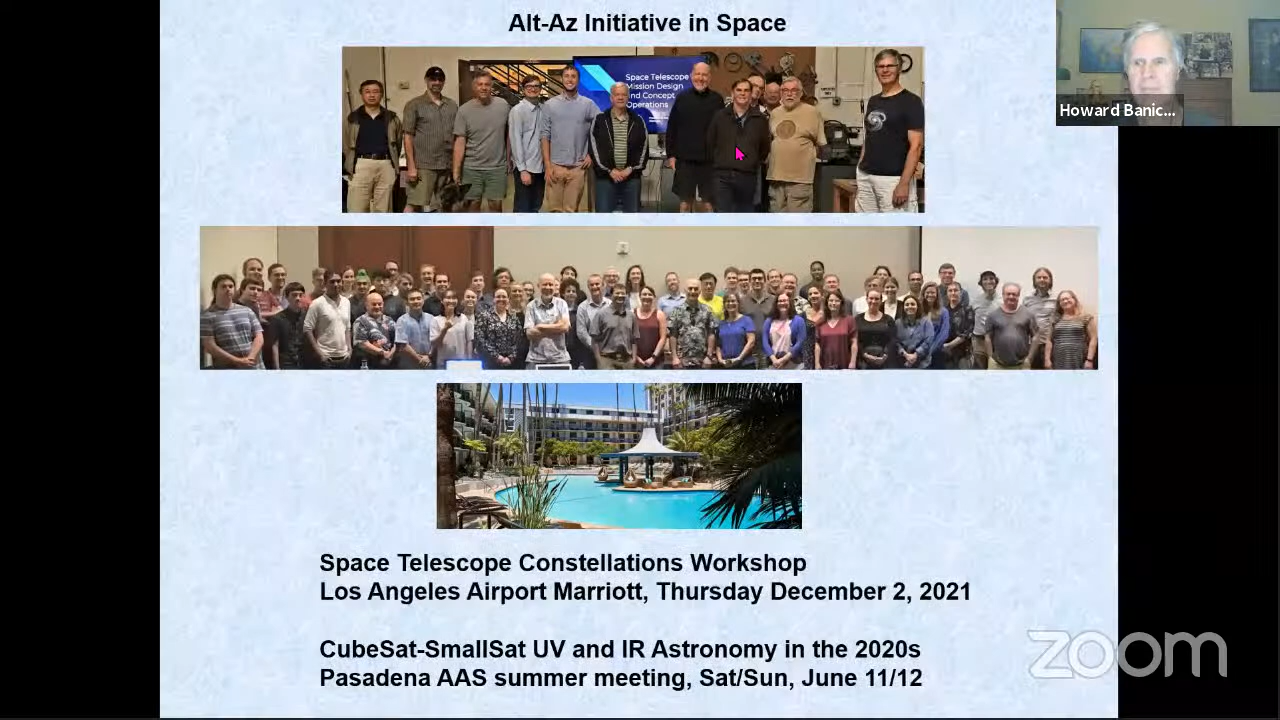 Alt-Az Initiative in Space
Space Telescope
Mission Design
and Concept
Operations
Howard Banic...
Space Telescope Constellations Workshop
Los Angeles Airport Marriott, Thursday December 2, 2021
CubeSat-SmallSat UV and IR Astronomy in the 2020s
Pasadena AAS summer meeting, Sat/Sun, June 11/12
zoom